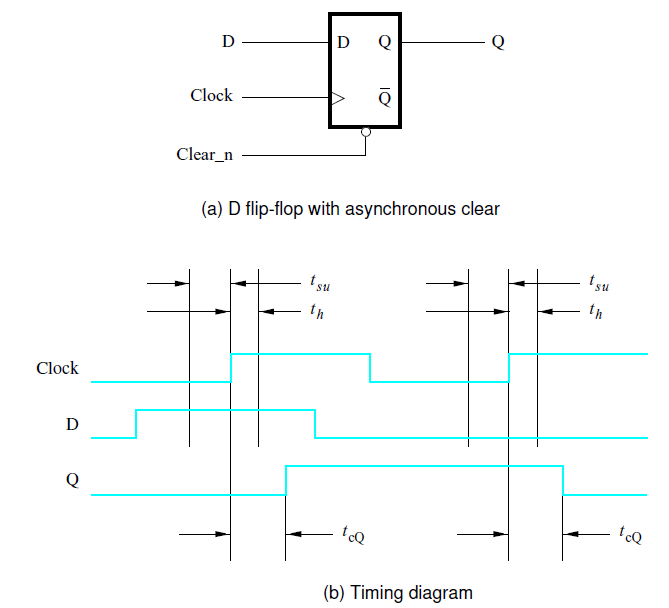 D D Q Q
Clock Q̅
Clear_n
(a) D flip-flop with asynchronous clear
t_su t_su
t_h t_h
Clock
D
Q
t_cQ t_cQ
(b) Timing diagram